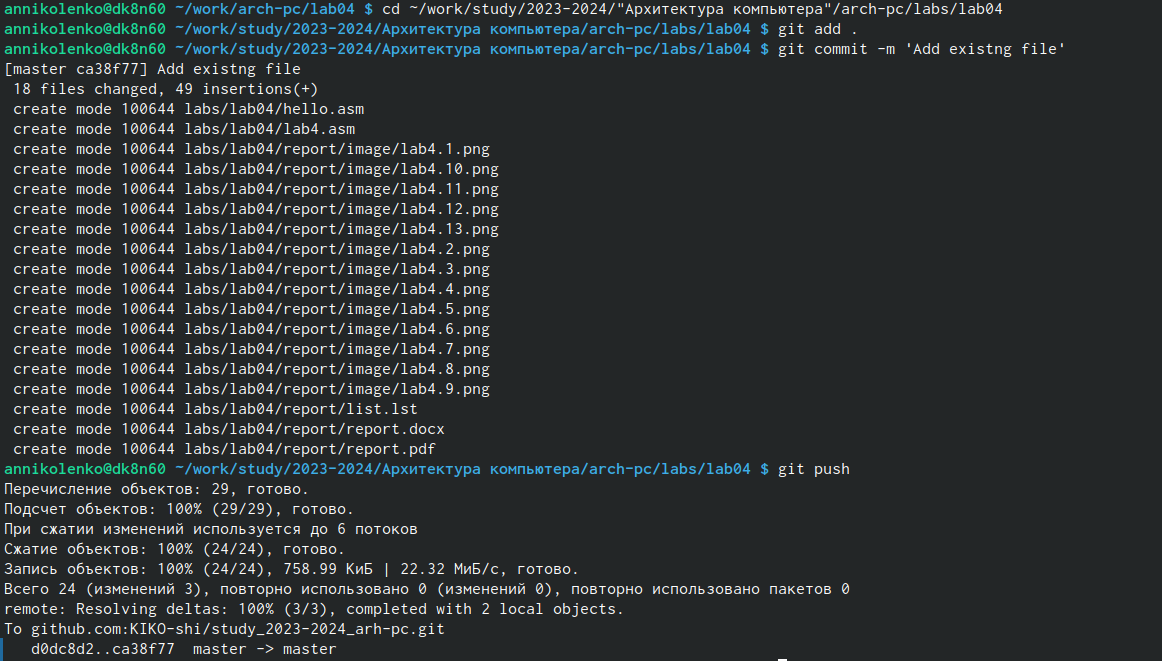 annikolenko@dk8n60 ~/work/arch-pc/lab04 $ cd ~/work/study/2023-2024/"Архитектура компьютера"/arch-pc/labs/lab04
annikolenko@dk8n60 ~/work/study/2023-2024/Архитектура компьютера/arch-pc/labs/lab04 $ git add .
annikolenko@dk8n60 ~/work/study/2023-2024/Архитектура компьютера/arch-pc/labs/lab04 $ git commit -m 'Add existng file'
[master ca38f77] Add existng file
 18 files changed, 49 insertions(+)
 create mode 100644 labs/lab04/hello.asm
 create mode 100644 labs/lab04/lab4.asm
 create mode 100644 labs/lab04/report/image/lab4.1.png
 create mode 100644 labs/lab04/report/image/lab4.10.png
 create mode 100644 labs/lab04/report/image/lab4.11.png
 create mode 100644 labs/lab04/report/image/lab4.12.png
 create mode 100644 labs/lab04/report/image/lab4.13.png
 create mode 100644 labs/lab04/report/image/lab4.2.png
 create mode 100644 labs/lab04/report/image/lab4.3.png
 create mode 100644 labs/lab04/report/image/lab4.4.png
 create mode 100644 labs/lab04/report/image/lab4.5.png
 create mode 100644 labs/lab04/report/image/lab4.6.png
 create mode 100644 labs/lab04/report/image/lab4.7.png
 create mode 100644 labs/lab04/report/image/lab4.8.png
 create mode 100644 labs/lab04/report/image/lab4.9.png
 create mode 100644 labs/lab04/report/list.lst
 create mode 100644 labs/lab04/report/report.docx
 create mode 100644 labs/lab04/report/report.pdf
annikolenko@dk8n60 ~/work/study/2023-2024/Архитектура компьютера/arch-pc/labs/lab04 $ git push
Перечисление объектов: 29, готово.
Подсчет объектов: 100% (29/29), готово.
При сжатии изменений используется до 6 потоков
Сжатие объектов: 100% (24/24), готово.
Запись объектов: 100% (24/24), 758.99 КиБ | 22.32 МиБ/с, готово.
Всего 24 (изменений 3), повторно использовано 0 (изменений 0), повторно использовано пакетов 0
remote: Resolving deltas: 100% (3/3), completed with 2 local objects.
To github.com:KIKO-shi/study_2023-2024_arh-pc.git
   d0dc8d2..ca38f77  master -> master